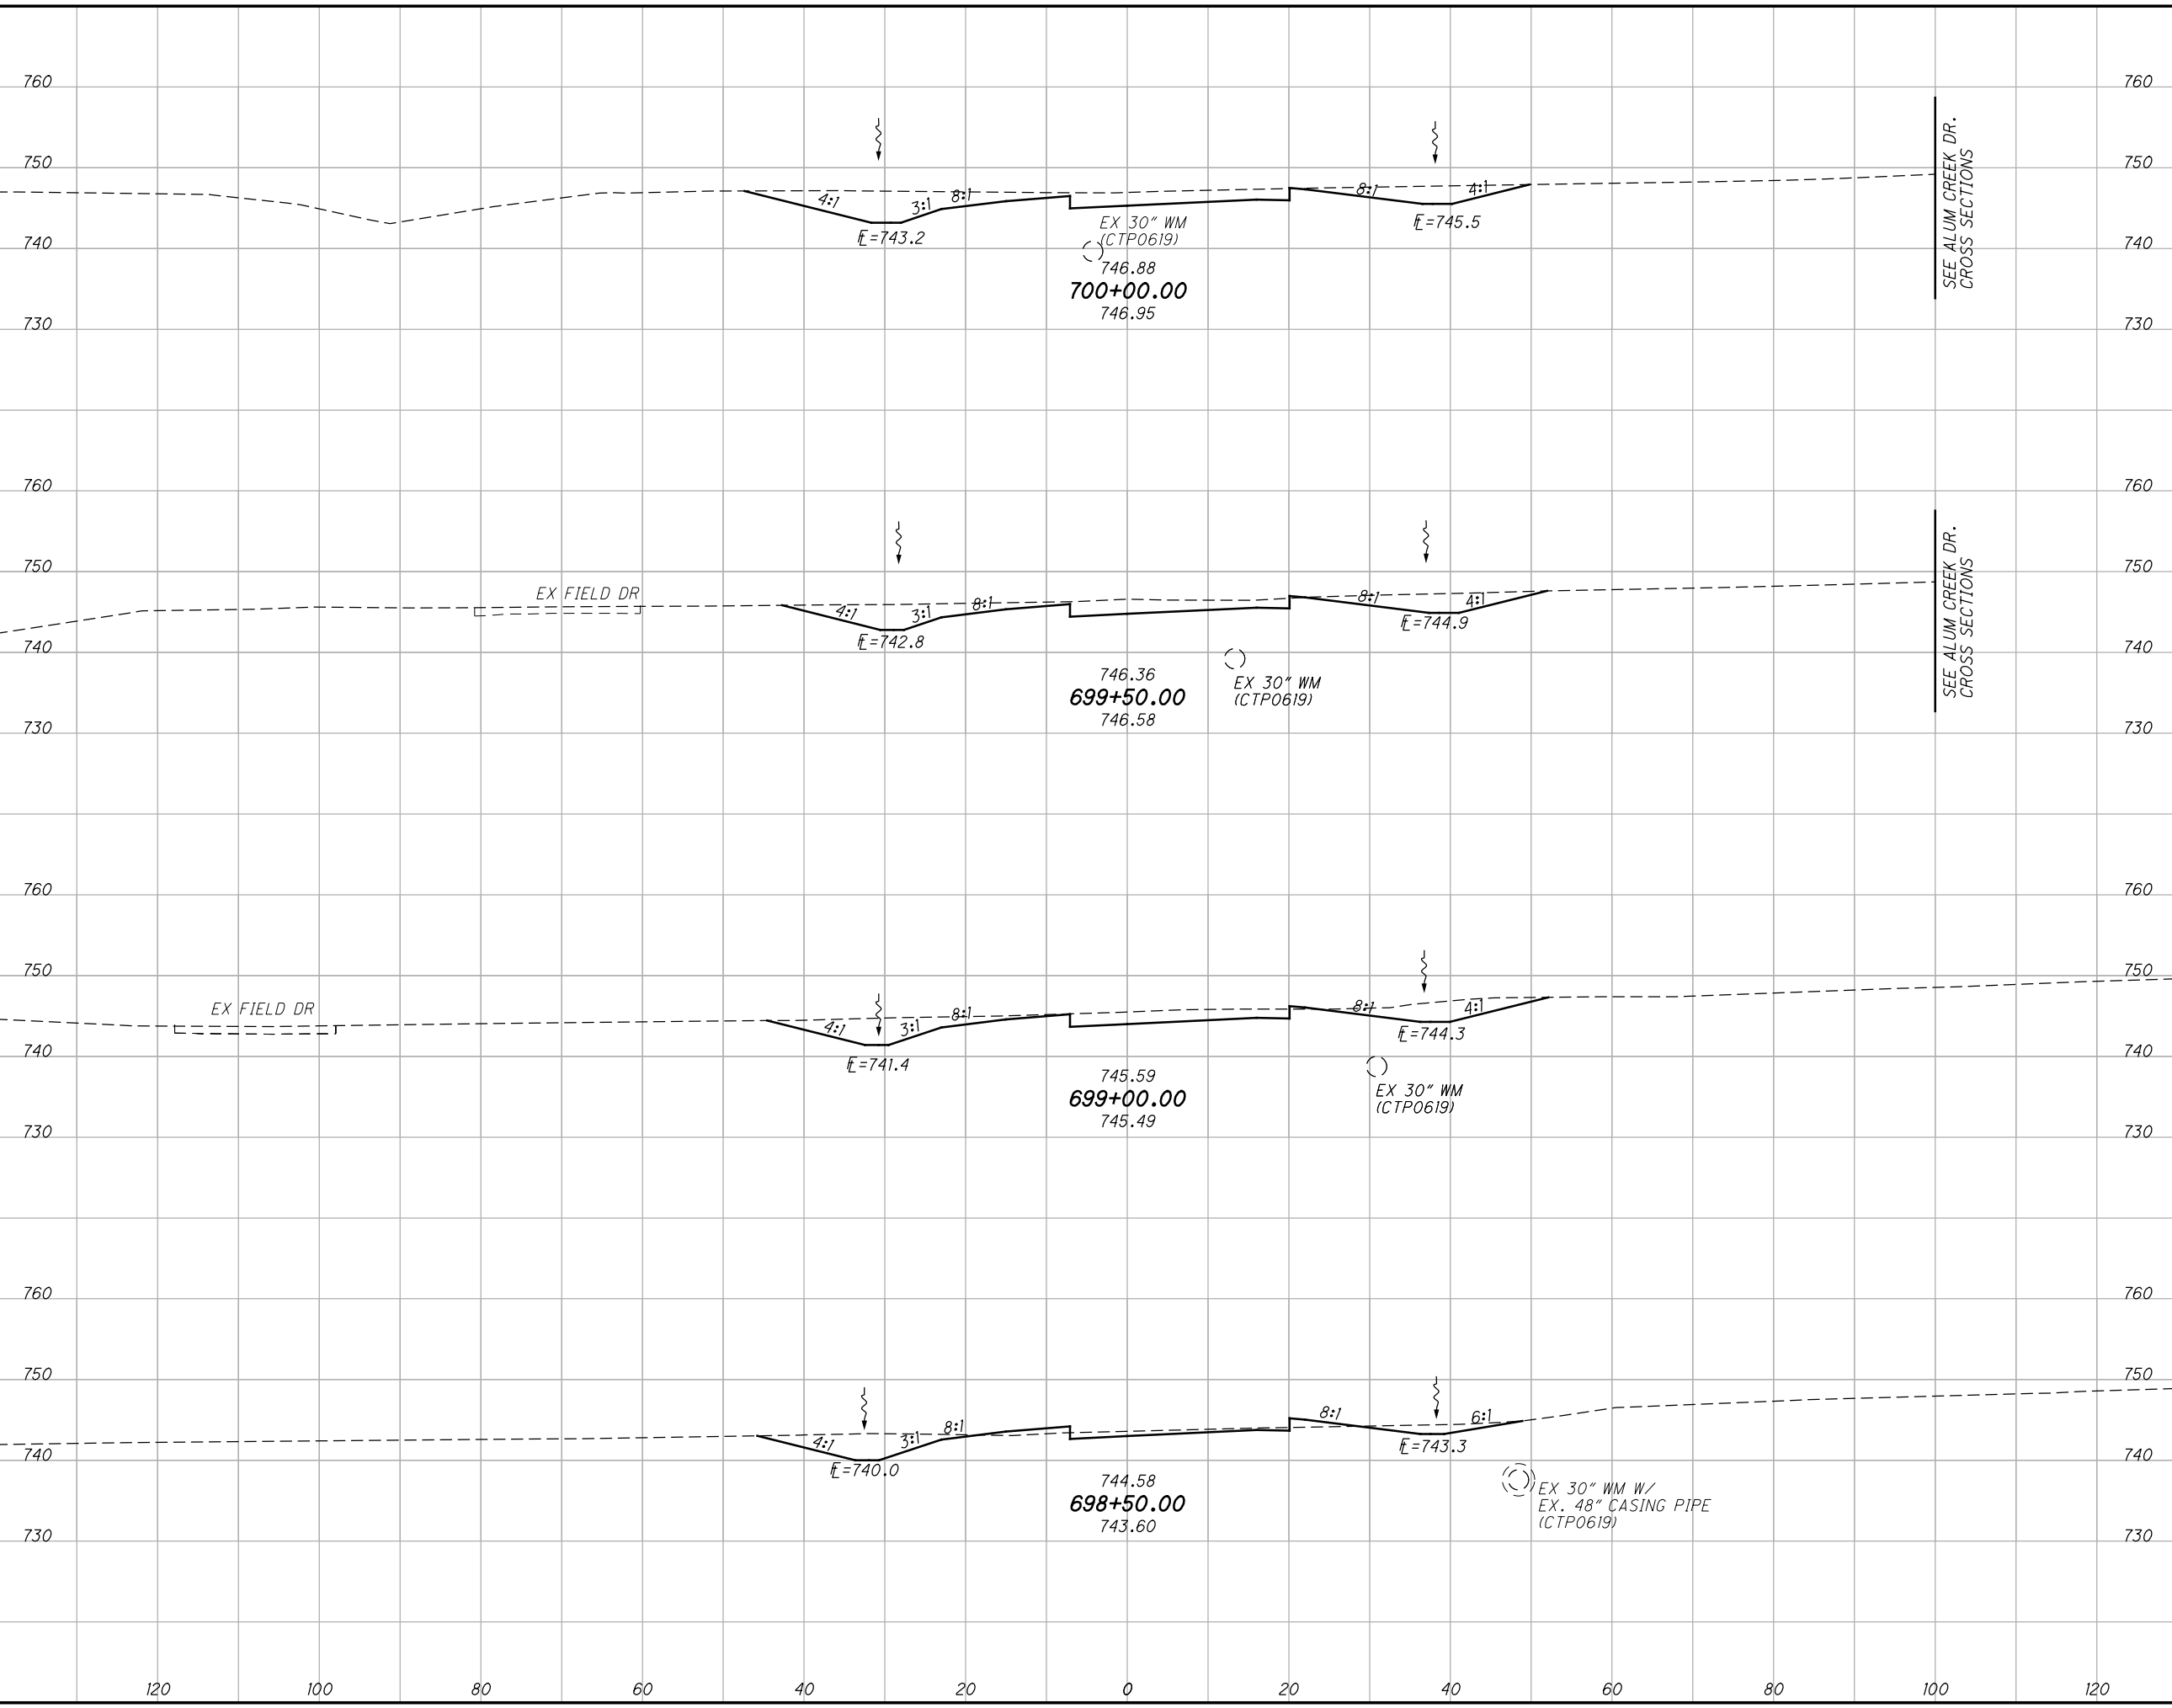 760 760
750 750
SEE ALUM CREEK DR.
CROSS SECTIONS
4:1 3:1 8:1 8:1 4:1
EX 30" WM
(CTP0619)
FL=743.2 FL=745.5
740 740
746.88
700+00.00
746.95
730 730
760 760
750 750
SEE ALUM CREEK DR.
CROSS SECTIONS
EX FIELD DR
4:1 3:1 8:1 8:1 4:1
FL=742.8 FL=744.9
740 740
746.36
699+50.00
746.58
EX 30" WM
(CTP0619)
730 730
760 760
750 750
EX FIELD DR
4:1 3:1 8:1 8:1 4:1
FL=741.4 FL=744.3
740 740
745.59
699+00.00
745.49
EX 30" WM
(CTP0619)
730 730
760 760
750 750
4:1 3:1 8:1 8:1 6:1
FL=740.0 FL=743.3
740 740
744.58
698+50.00
743.60
EX 30" WM W/
EX. 48" CASING PIPE
(CTP0619)
730 730
120 100 80 60 40 20 0 20 40 60 80 100 120